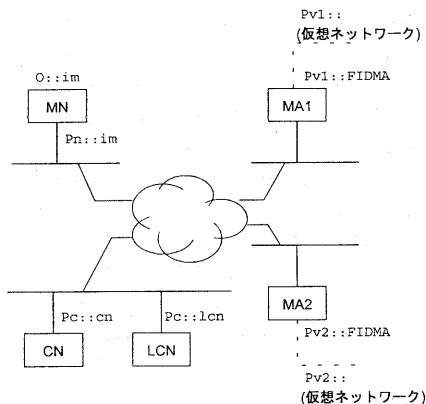 Pv1::
(仮想ネットワーク)
Pv1::FIDMA
O::im
MN
MA1
Pn::im
MA2
Pc::cn
Pc::lcn
Pv2::FIDMA
CN
LCN
Pv2::
(仮想ネットワーク)